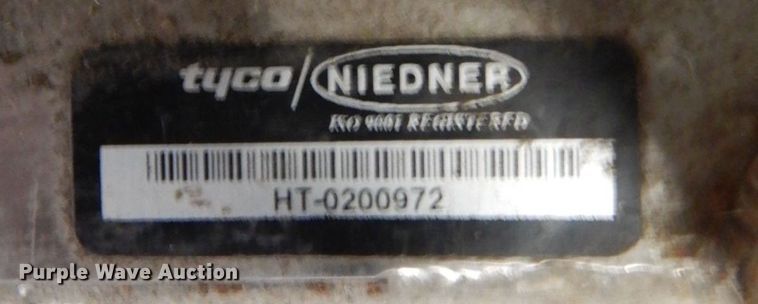 tyco/NIEDNER
ISO 9001 REGISTERED
HT-0200972
Purple Wave Auction